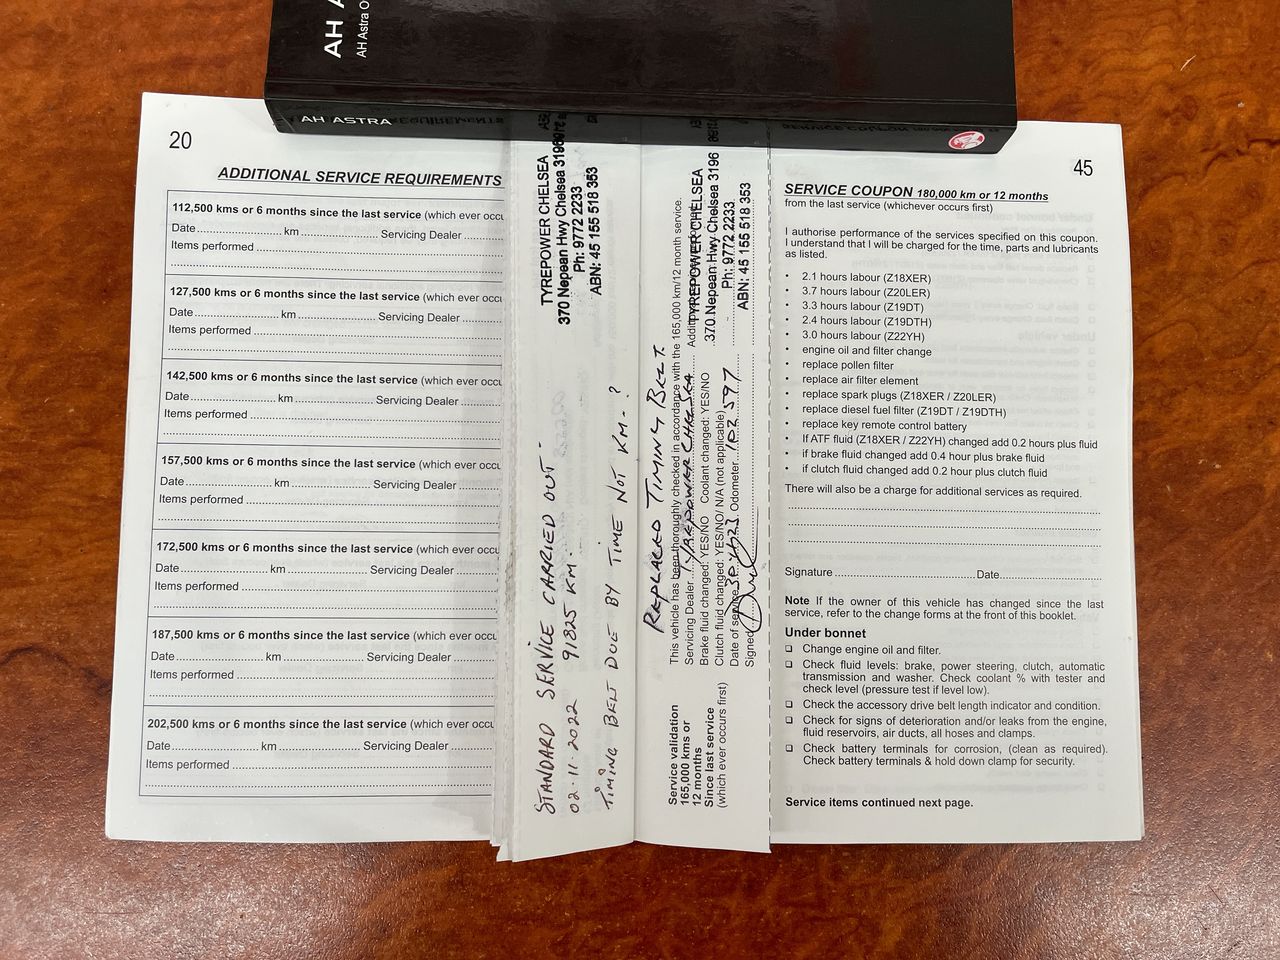 AH A
AH Astra O
AH ASTRA
20
ADDITIONAL SERVICE REQUIREMENTS
112,500 kms or 6 months since the last service (which ever occu
Date.................... km .................... Servicing Dealer ..........
Items performed ....................
127,500 kms or 6 months since the last service (which ever occ
Date.................... km .................... Servicing Dealer ..........
Items performed ....................
142,500 kms or 6 months since the last service (which ever occu
Date.................... km .................... Servicing Dealer ..........
Items performed ....................
157,500 kms or 6 months since the last service (which ever occu
Date.................... km .................... Servicing Dealer ..........
Items performed ....................
172,500 kms or 6 months since the last service (which ever occu
Date.................... km .................... Servicing Dealer ..........
Items performed ....................
187,500 kms or 6 months since the last service (which ever occu
Date.................... km .................... Servicing Dealer ..........
Items performed ....................
202,500 kms or 6 months since the last service (which ever occu
Date.................... km .................... Servicing Dealer ..........
Items performed ....................
STANDARD SERVICE CARRIED OUT.
02.11.2022 91825 KM.
TIMING BELT DUE BY TIME NOT KM- ?
TYREPOWER CHELSEA
370 Nepean Hwy Chelsea 3196
Ph: 9772 2233
ABN: 45 155 518 353
REPLACED TIMING BELT.
Service validation
165,000 kms or
12 months
Since last service
(which ever occurs first)
This vehicle has been thoroughly checked in accordance with the 165,000 km/12 month service.
Servicing Dealer ... TYREPOWER CHELSEA
Brake fluid changed: YES/NO Coolant changed: YES/NO
Clutch fluid changed: YES/NO/ N/A (not applicable)
Date of service 30 Odometer 102597
Signed
TYREPOWER CHELSEA
370 Nepean Hwy Chelsea 3196
Ph: 9772 2233
ABN: 45 155 518 353
45
SERVICE COUPON 180,000 km or 12 months
from the last service (whichever occurs first)
I authorise performance of the services specified on this coupon.
I understand that I will be charged for the time, parts and lubricants
as listed.
• 2.1 hours labour (Z18XER)
• 3.7 hours labour (Z20LER)
• 3.3 hours labour (Z19DT)
• 2.4 hours labour (Z19DTH)
• 3.0 hours labour (Z22YH)
• engine oil and filter change
• replace pollen filter
• replace air filter element
• replace spark plugs (Z18XER / Z20LER)
• replace diesel fuel filter (Z19DT / Z19DTH)
• replace key remote control battery
• If ATF fluid (Z18XER / Z22YH) changed add 0.2 hours plus fluid
• if brake fluid changed add 0.4 hour plus brake fluid
• if clutch fluid changed add 0.2 hour plus clutch fluid
There will also be a charge for additional services as required.
Signature ........................................Date............................
Note If the owner of this vehicle has changed since the last
service, refer to the change forms at the front of this booklet.
Under bonnet
❑ Change engine oil and filter.
❑ Check fluid levels: brake, power steering, clutch, automatic
transmission and washer. Check coolant % with tester and
check level (pressure test if level low).
❑ Check the accessory drive belt length indicator and condition.
❑ Check for signs of deterioration and/or leaks from the engine,
fluid reservoirs, air ducts, all hoses and clamps.
❑ Check battery terminals for corrosion, (clean as required).
Check battery terminals & hold down clamp for security.
Service items continued next page.